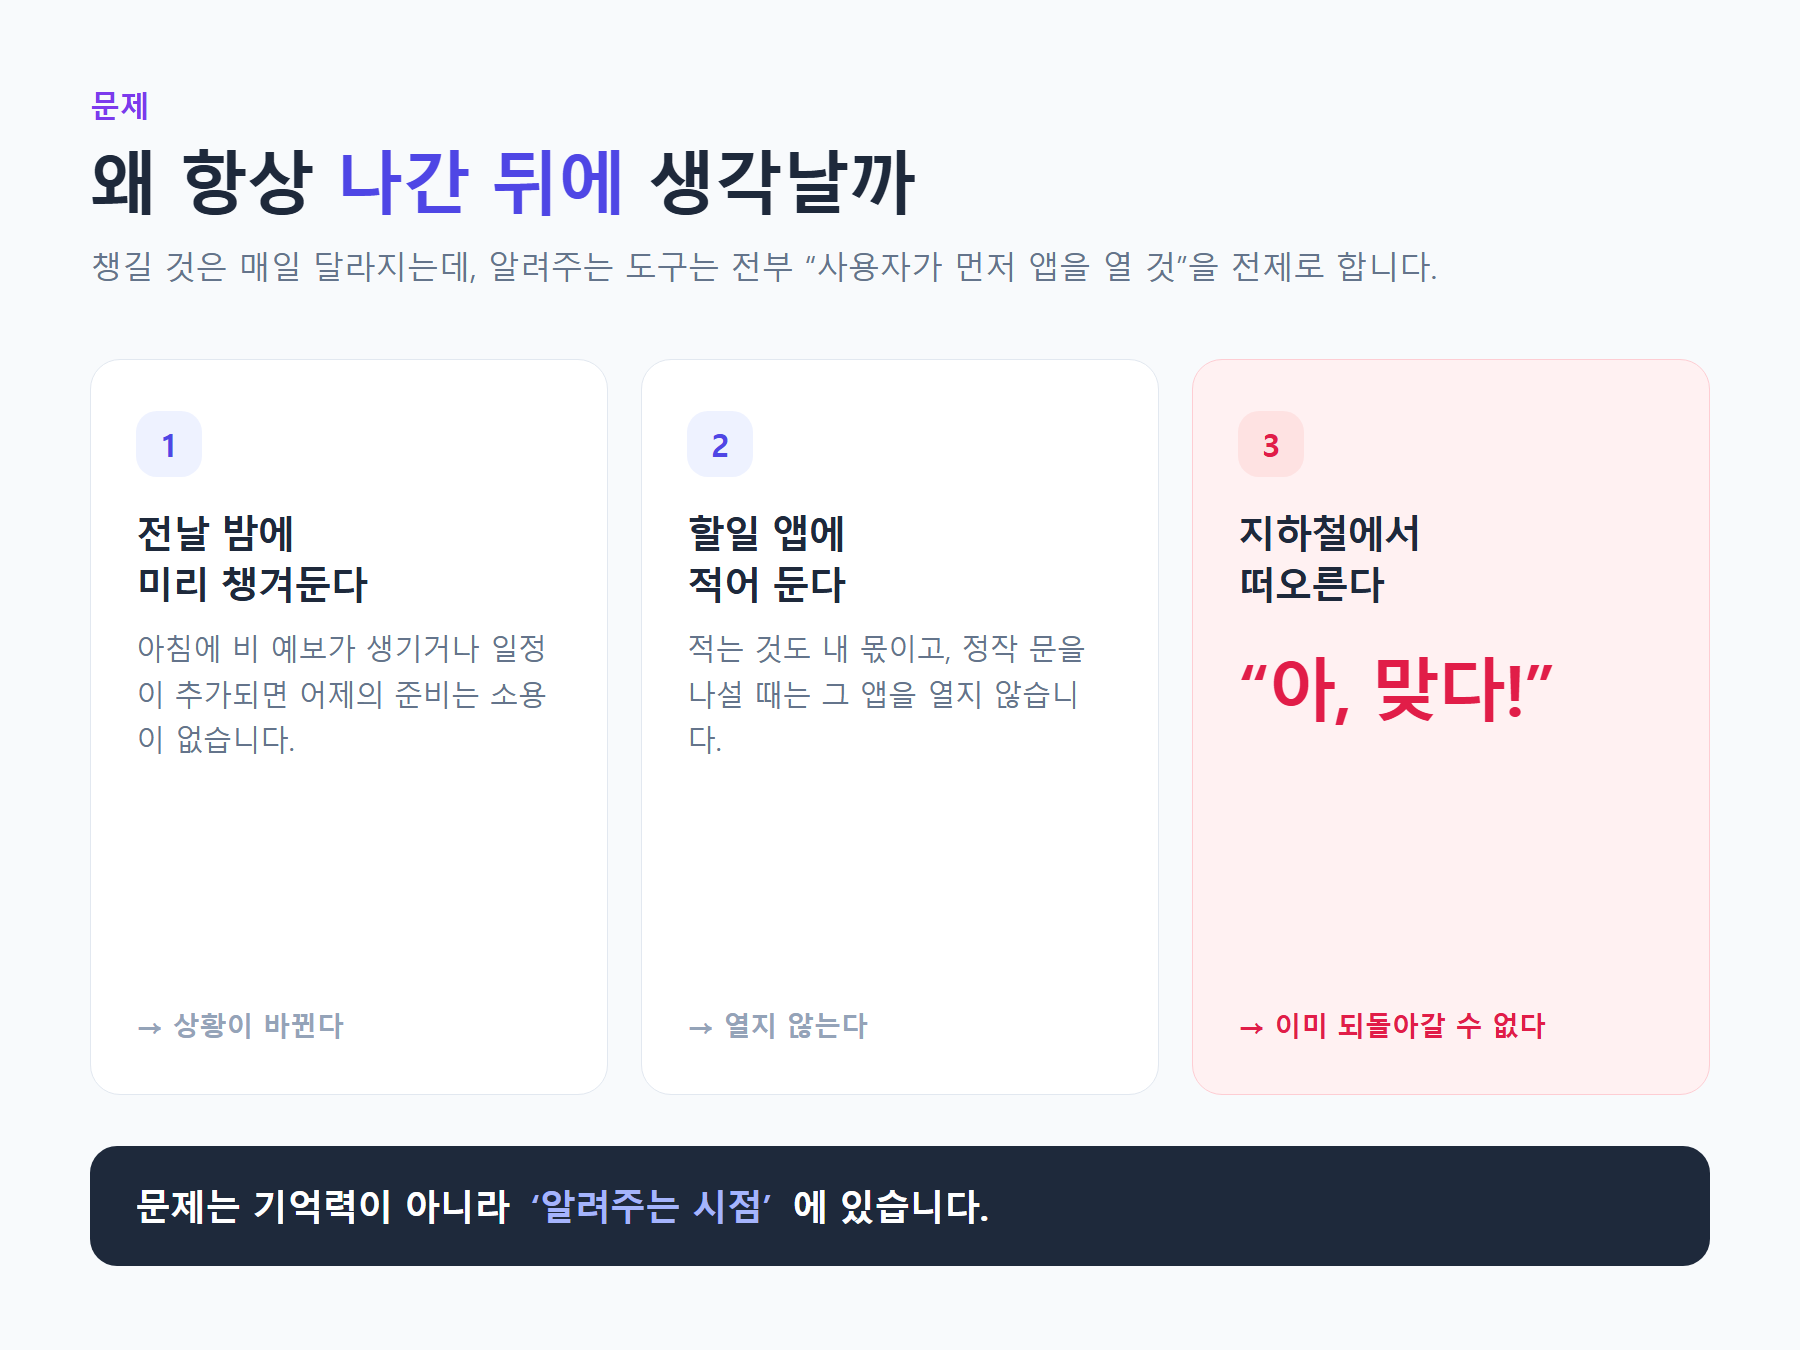 문제
왜 항상 나간 뒤에 생각날까
챙길 것은 매일 달라지는데, 알려주는 도구는 전부 “사용자가 먼저 앱을 열 것”을 전제로 합니다.
1
전날 밤에
미리 챙겨둔다
아침에 비 예보가 생기거나 일정
이 추가되면 어제의 준비는 소용
이 없습니다.
→ 상황이 바뀐다
2
할일 앱에
적어 둔다
적는 것도 내 몫이고, 정작 문을
나설 때는 그 앱을 열지 않습니
다.
→ 열지 않는다
3
지하철에서
떠오른다
“아, 맞다!”
→ 이미 되돌아갈 수 없다
문제는 기억력이 아니라 ‘알려주는 시점’ 에 있습니다.